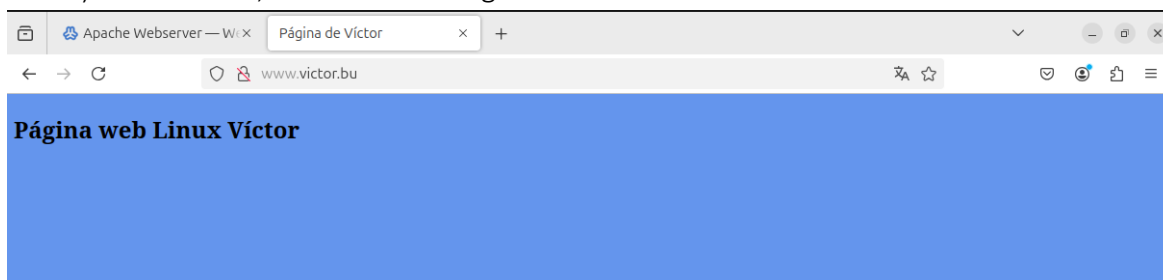 Apache Webserver — W
Página de Víctor
www.victor.bu
Página web Linux Víctor